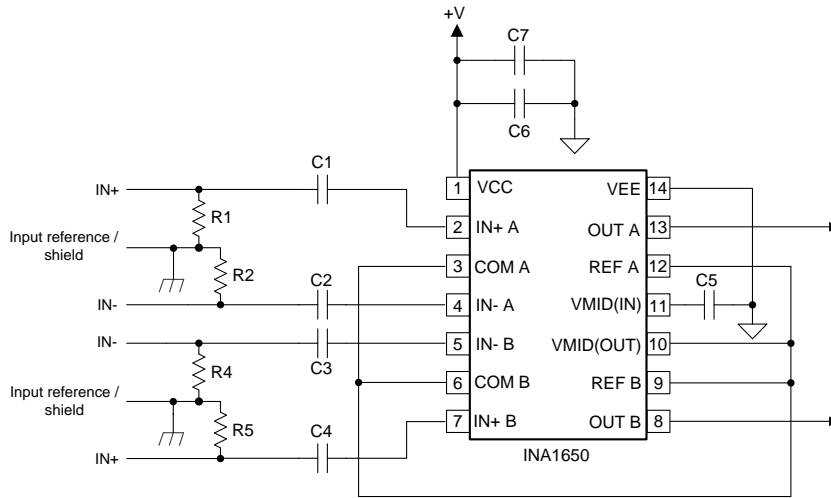 +V
C7
C6
C1
IN+
R1
Input reference /
shield
R2
C2
IN-
IN-
C3
R4
Input reference /
shield
R5
C4
IN+
1 VCC VEE 14
2 IN+ A OUT A 13
3 COM A REF A 12
4 IN- A VMID(IN) 11 C5
5 IN- B VMID(OUT) 10
6 COM B REF B 9
7 IN+ B OUT B 8
INA1650